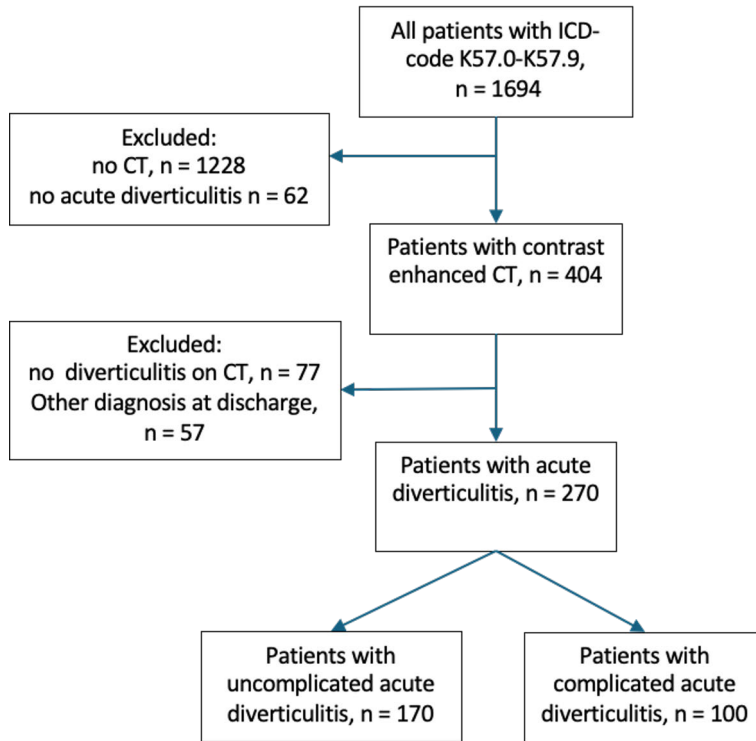 All patients with ICD-
code K57.0-K57.9,
n = 1694
Excluded:
no CT, n = 1228
no acute diverticulitis n = 62
Patients with contrast
enhanced CT, n = 404
Excluded:
no diverticulitis on CT, n = 77
Other diagnosis at discharge,
n = 57
Patients with acute
diverticulitis, n = 270
Patients with
uncomplicated acute
diverticulitis, n = 170
Patients with
complicated acute
diverticulitis, n = 100